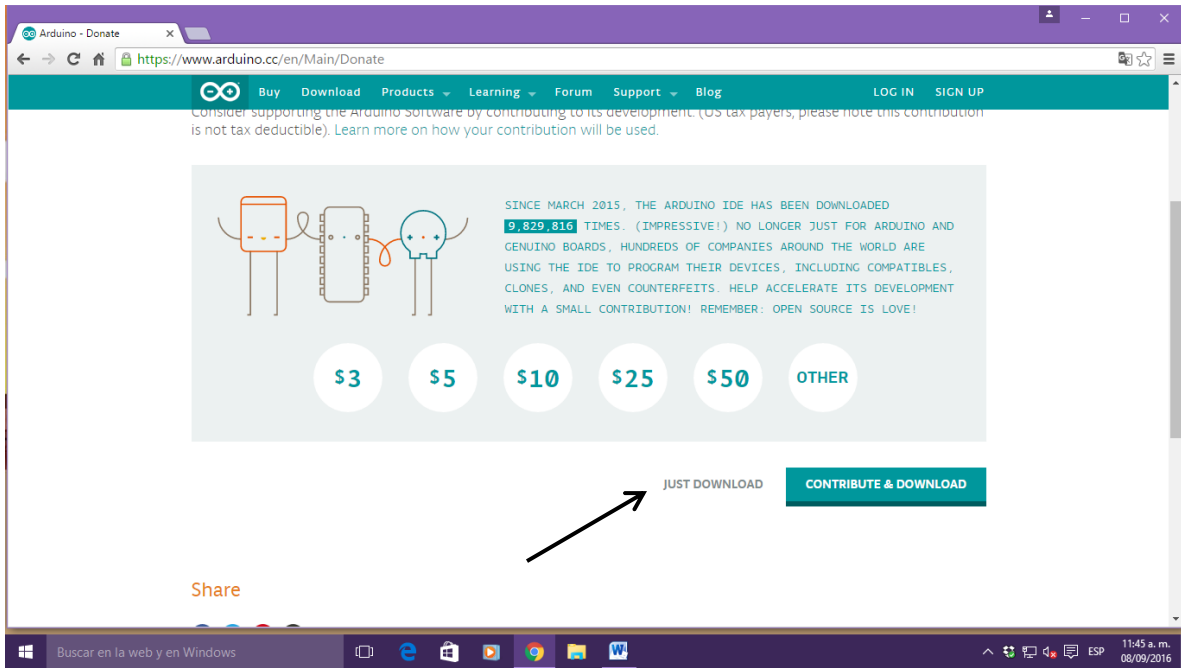 Arduino - Donate
https://www.arduino.cc/en/Main/Donate
Buy Download Products Learning Forum Support Blog LOG IN SIGN UP
Consider supporting the Arduino Software by contributing to its development. (US tax payers, please note this contribution
is not tax deductible). Learn more on how your contribution will be used.
SINCE MARCH 2015, THE ARDUINO IDE HAS BEEN DOWNLOADED
9,829,816 TIMES. (IMPRESSIVE!) NO LONGER JUST FOR ARDUINO AND
GENUINO BOARDS, HUNDREDS OF COMPANIES AROUND THE WORLD ARE
USING THE IDE TO PROGRAM THEIR DEVICES, INCLUDING COMPATIBLES,
CLONES, AND EVEN COUNTERFEITS. HELP ACCELERATE ITS DEVELOPMENT
WITH A SMALL CONTRIBUTION! REMEMBER: OPEN SOURCE IS LOVE!
$3 $5 $10 $25 $50 OTHER
JUST DOWNLOAD CONTRIBUTE & DOWNLOAD
Share
Buscar en la web y en Windows
ESP
11:45 a. m.
08/09/2016